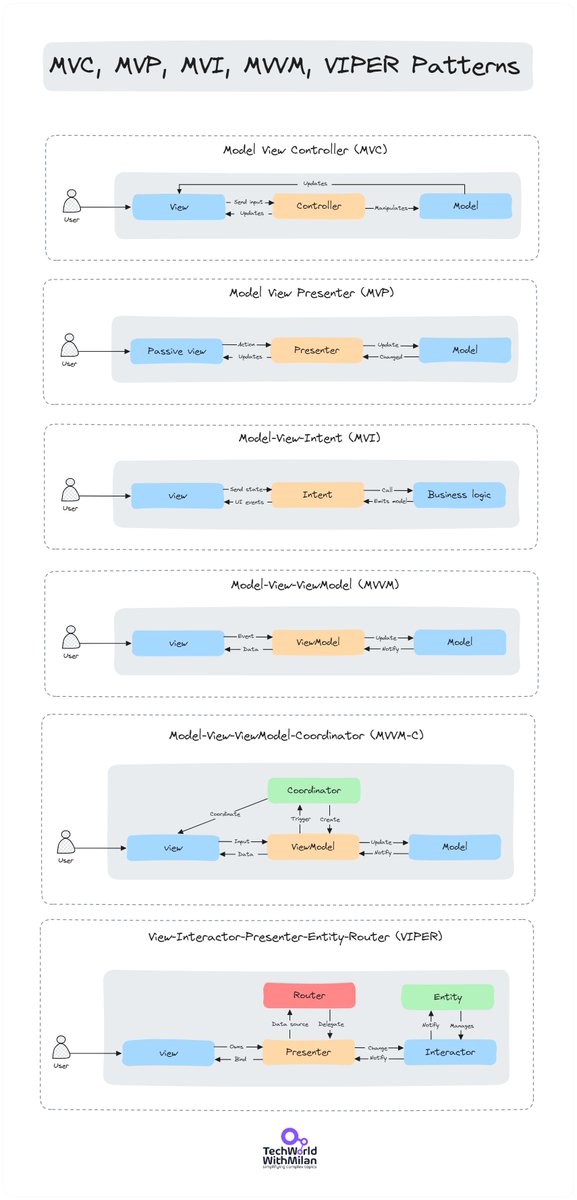 MVC, MVP, MVI, MVVM, VIPER Patterns
Model View Controller (MVC)
Updates
User
View
Send input
Updates
Controller
Manipulates
Model
Model View Presenter (MVP)
User
Passive view
Action
Updates
Presenter
Update
Changed
Model
Model-View-Intent (MVI)
User
view
Send state
UI events
Intent
Call
Emits model
Business logic
Model-View-ViewModel (MVVM)
User
view
Event
Data
ViewModel
Update
Notify
Model
Model-View-ViewModel-Coordinator (MVVM-C)
Coordinator
Coordinate
Trigger
Create
User
view
Input
Data
ViewModel
Update
Notify
Model
View-Interactor-Presenter-Entity-Router (VIPER)
Router
Entity
Data source
Delegate
Notify
Manages
User
view
Owns
Bind
Presenter
Change
Notify
Interactor
TechWorld
WithMilan
simplifying complex topics